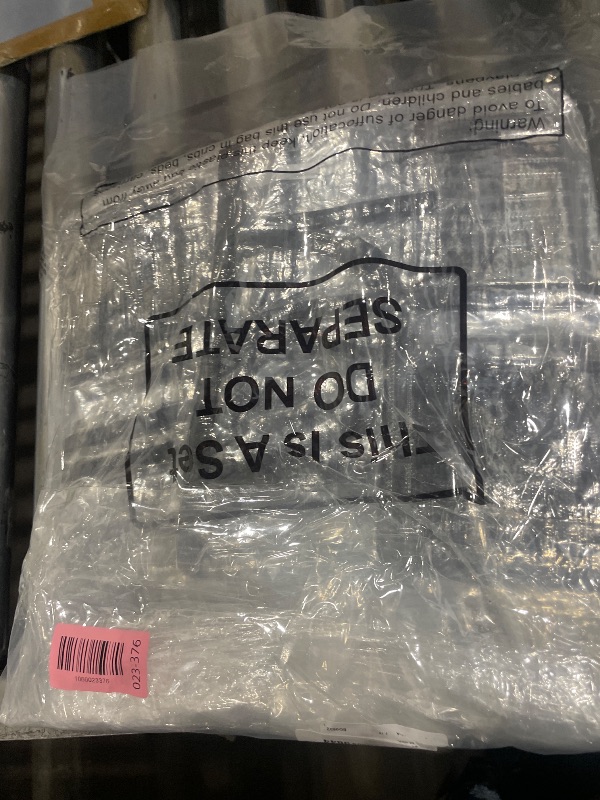 This Is A Set
DO NOT
SEPARATE
Warning:
To avoid danger of suffocation, keep this plastic bag away from
babies and children. Do not use this bag in cribs, beds,
023-376